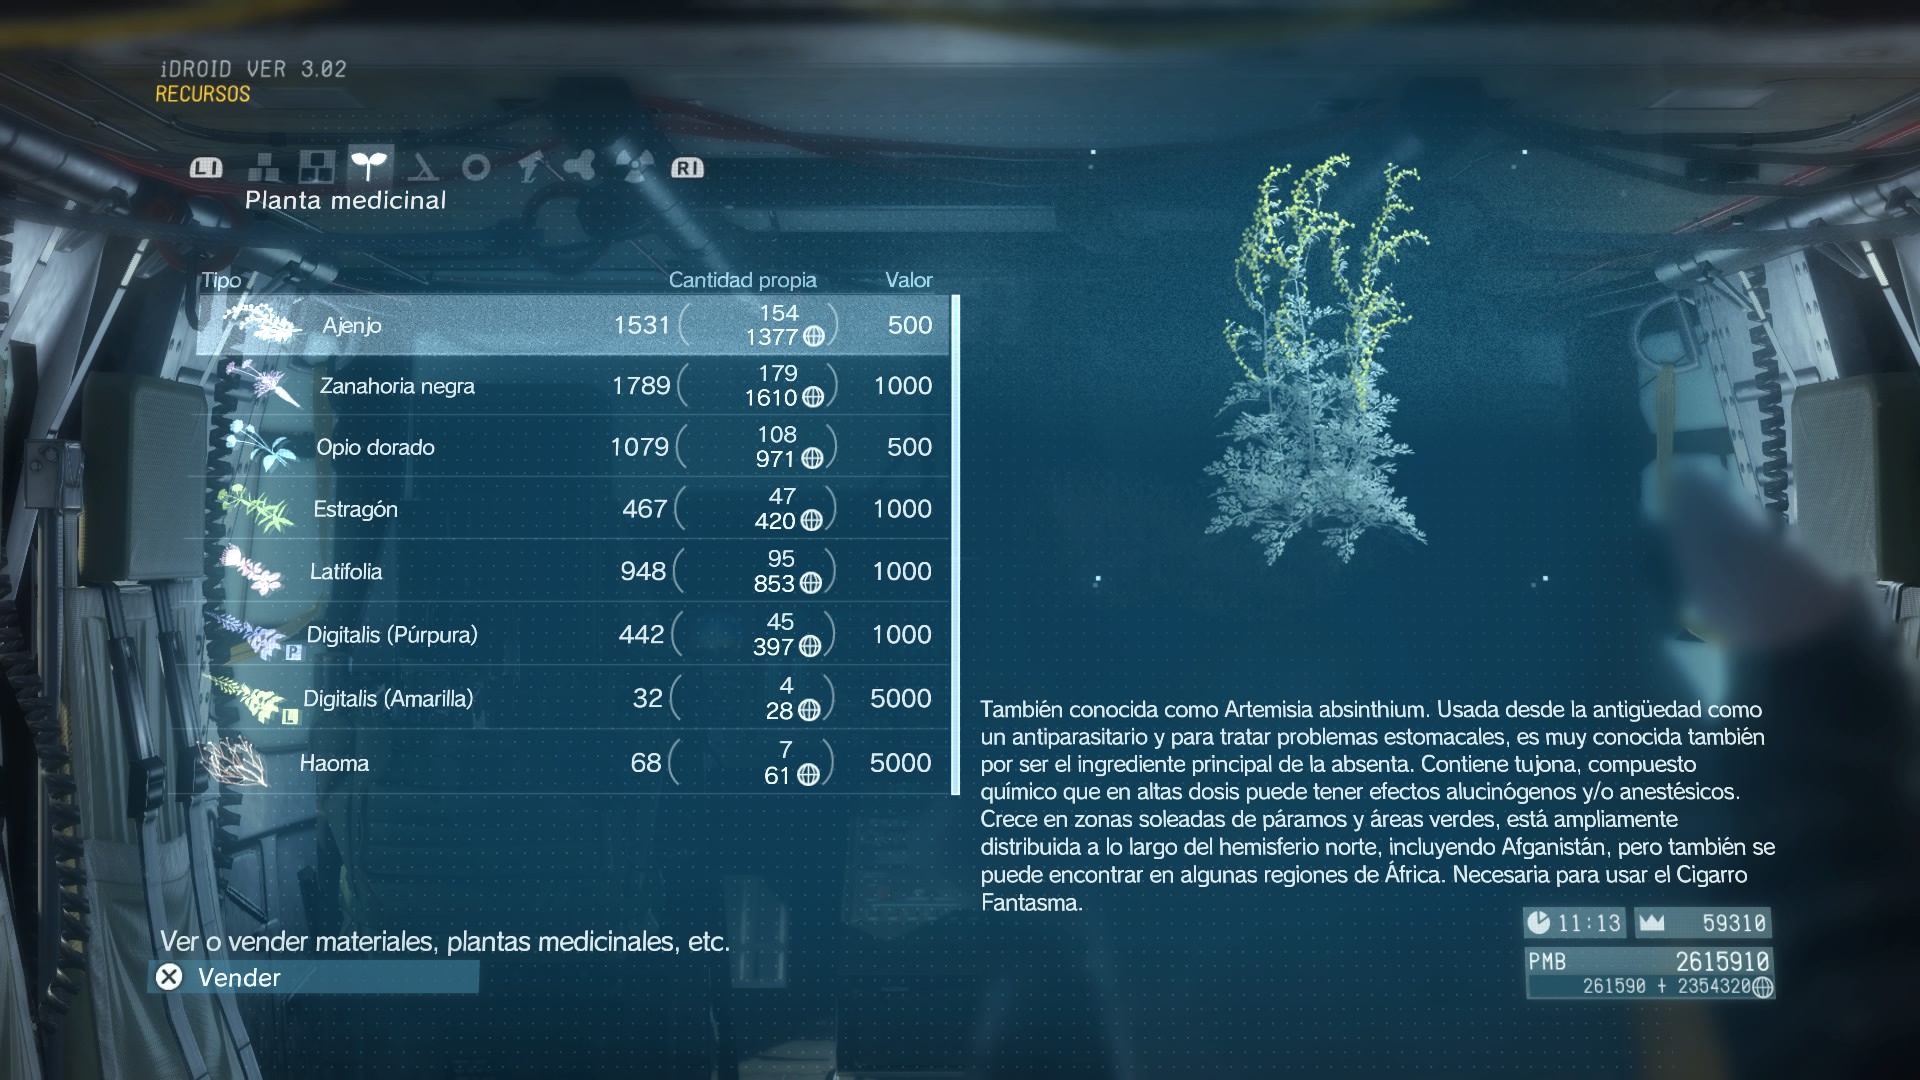 iDROID VER 3.02
RECURSOS
L1 R1
Planta medicinal
Tipo Cantidad propia Valor
Ajenjo 1531 ( 154 1377 ) 500
Zanahoria negra 1789 ( 179 1610 ) 1000
Opio dorado 1079 ( 108 971 ) 500
Estragón 467 ( 47 420 ) 1000
Latifolia 948 ( 95 853 ) 1000
P Digitalis (Púrpura) 442 ( 45 397 ) 1000
L Digitalis (Amarilla) 32 ( 4 28 ) 5000
Haoma 68 ( 7 61 ) 5000
También conocida como Artemisia absinthium. Usada desde la antigüedad como
un antiparasitario y para tratar problemas estomacales, es muy conocida también
por ser el ingrediente principal de la absenta. Contiene tujona, compuesto
químico que en altas dosis puede tener efectos alucinógenos y/o anestésicos.
Crece en zonas soleadas de páramos y áreas verdes, está ampliamente
distribuida a lo largo del hemisferio norte, incluyendo Afganistán, pero también se
puede encontrar en algunas regiones de África. Necesaria para usar el Cigarro
Fantasma.
Ver o vender materiales, plantas medicinales, etc.
Vender
11:13 59310
PMB 2615910
261590 + 2354320